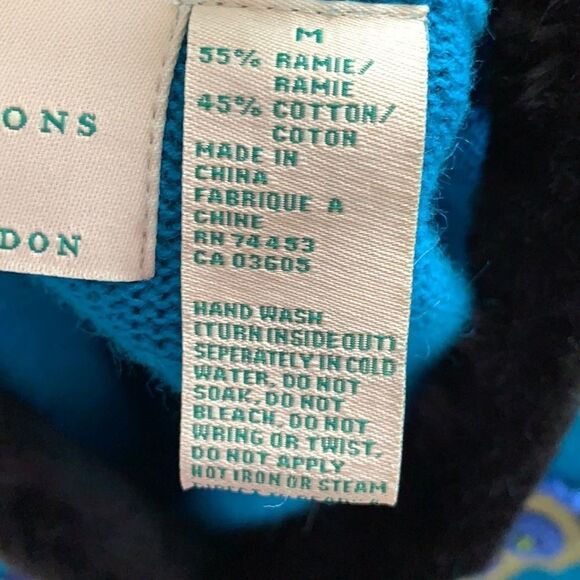 ONS
DON
M
55% RAMIE/
RAMIE
45% COTTON/
COTON
MADE IN
CHINA
FABRIQUE A
CHINE
RN 74453
CA 03605
HAND WASH
(TURN INSIDE OUT)
SEPERATELY IN COLD
WATER, DO NOT
SOAK, DO NOT
BLEACH, DO NOT
WRING OR TWIST,
DO NOT APPLY
HOT IRON OR STEAM